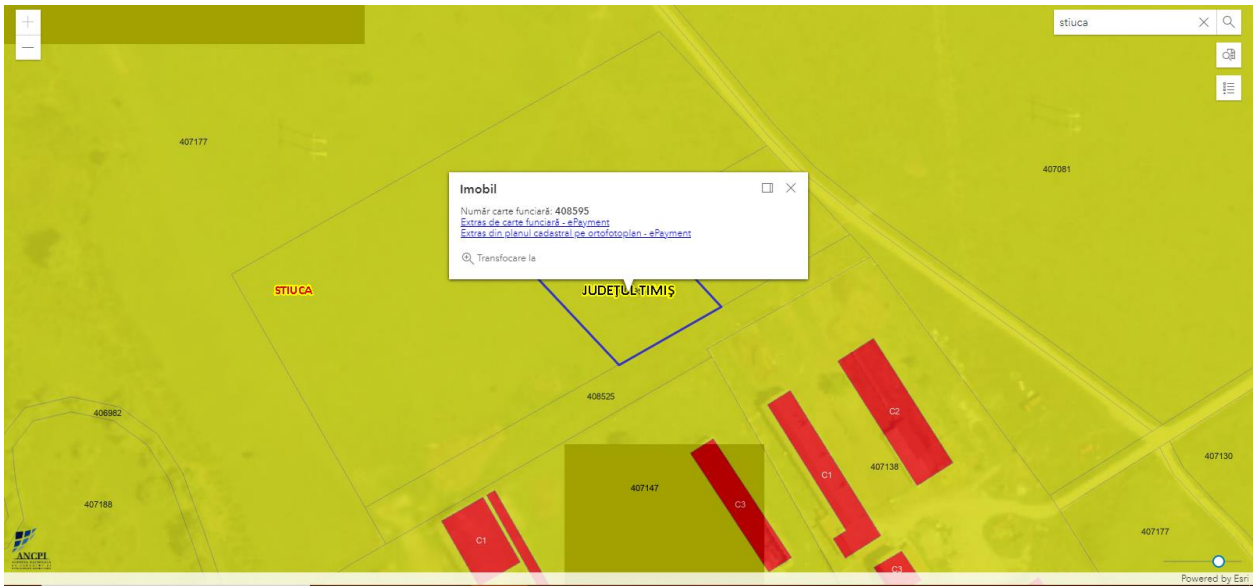 +
−
stiuca
407177
407081
Imobil
Număr carte funciară: 408595
Extras de carte funciară - ePayment
Extras din planul cadastral pe ortofotoplan - ePayment
Transfocare la
STIUCA
JUDEȚUL TIMIȘ
408525
406982
C2
C1
407138
407130
407147
407188
C3
C1
407177
C3
ANCPI
Powered by Esri